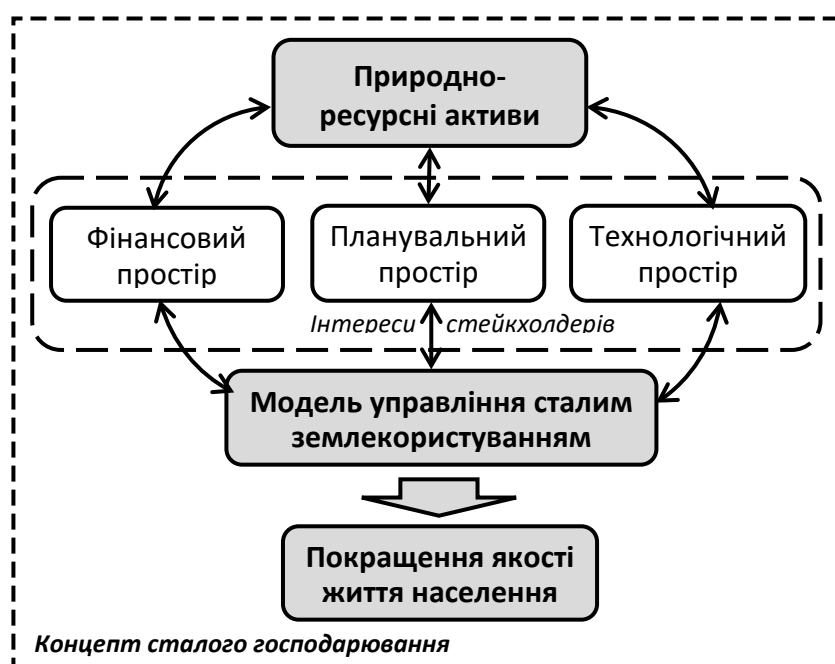 Природно-
ресурсні активи
Фінансовий
простір
Планувальний
простір
Технологічний
простір
Інтереси стейкхолдерів
Модель управління сталим
землекористуванням
Покращення якості
життя населення
Концепт сталого господарювання